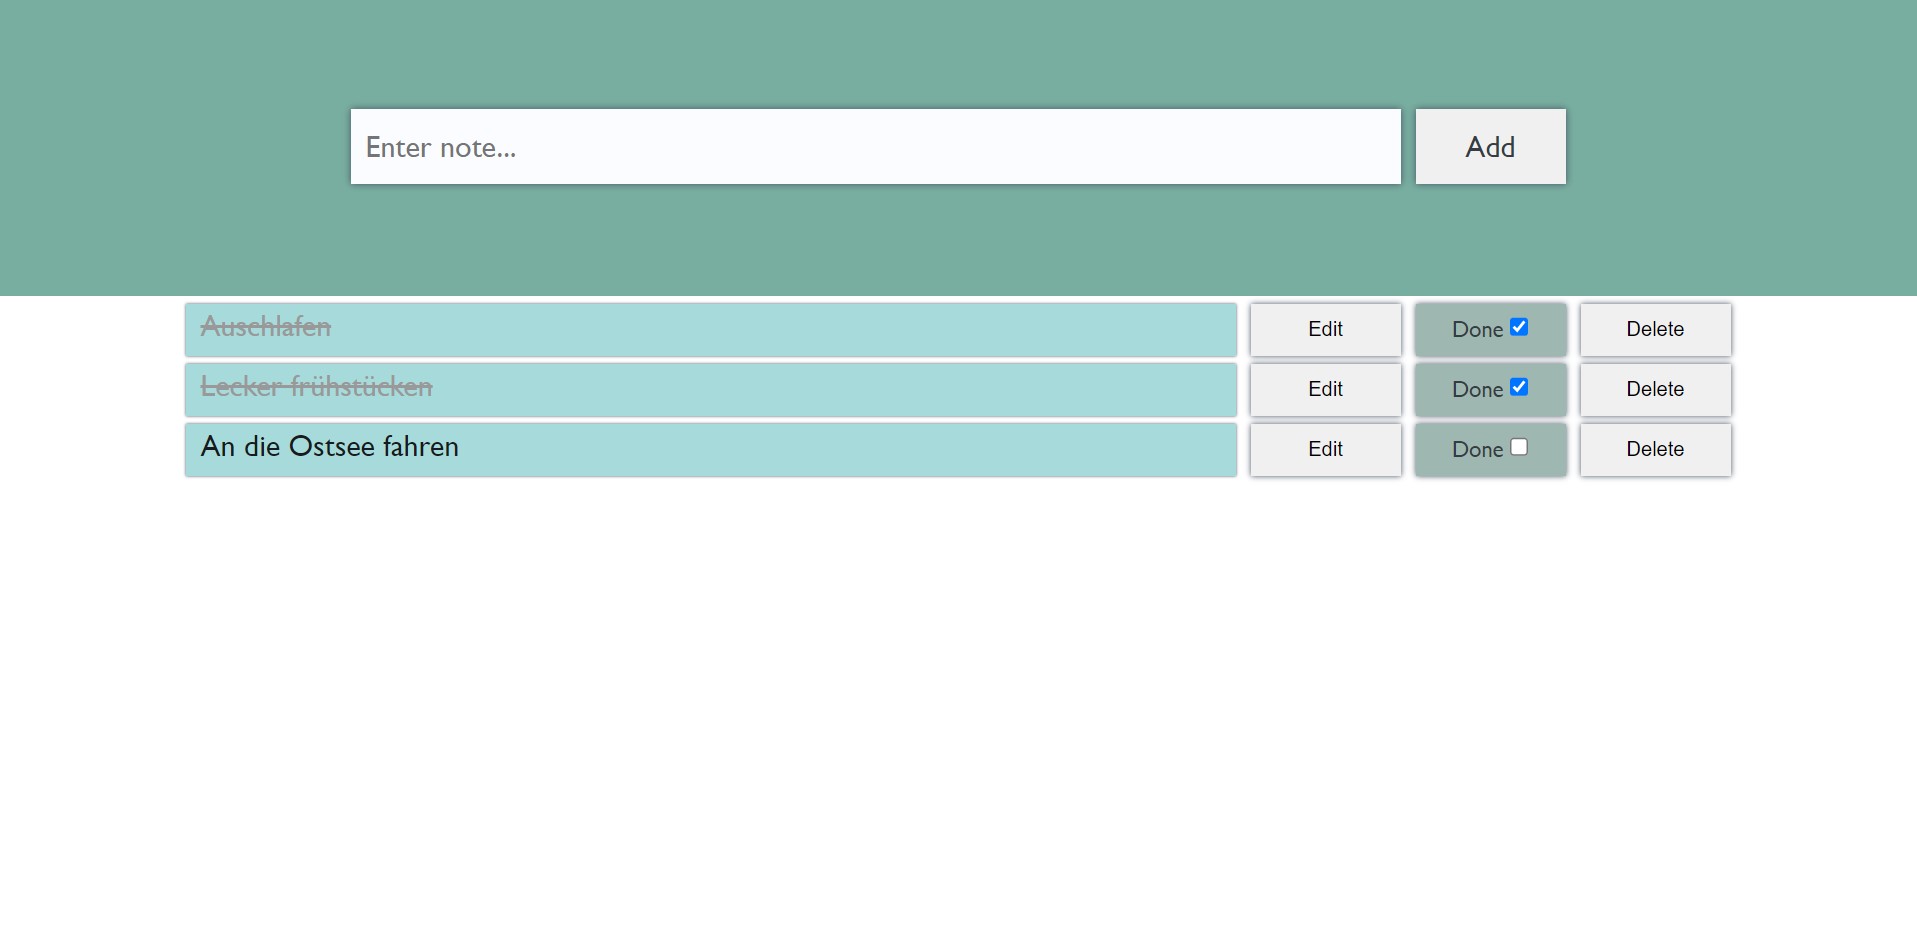 Enter note...
Add
Auschlafen Edit Done Delete
Lecker frühstücken Edit Done Delete
An die Ostsee fahren Edit Done Delete